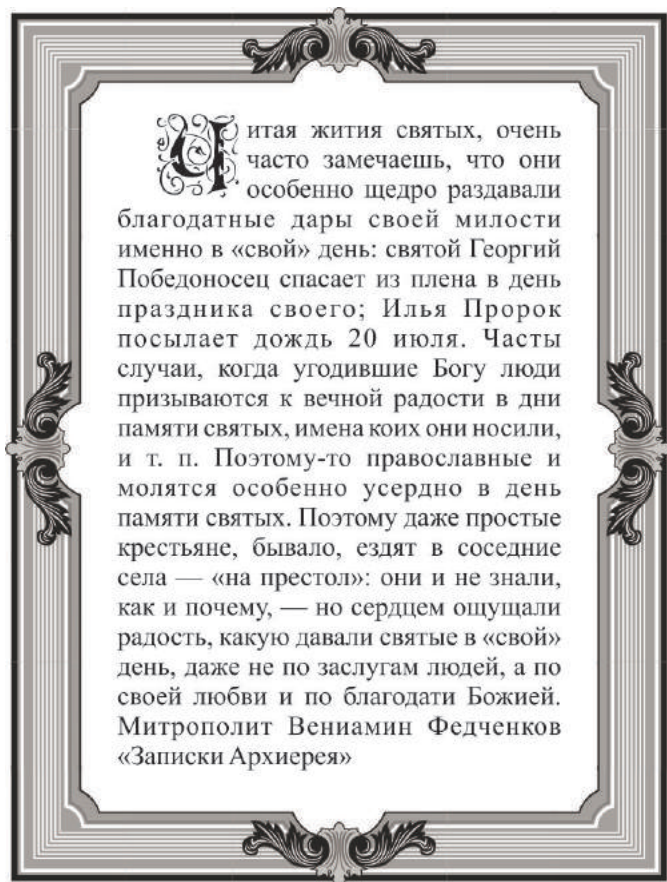 Читая жития святых, очень
часто замечаешь, что они
особенно щедро раздавали
благодатные дары своей милости
именно в «свой» день: святой Георгий
Победоносец спасает из плена в день
праздника своего; Илья Пророк
посылает дождь 20 июля. Часты
случаи, когда угодившие Богу люди
призываются к вечной радости в дни
памяти святых, имена коих они носили,
и т. п. Поэтому-то православные и
молятся особенно усердно в день
памяти святых. Поэтому даже простые
крестьяне, бывало, ездят в соседние
села — «на престол»: они и не знали,
как и почему, — но сердцем ощущали
радость, какую давали святые в «свой»
день, даже не по заслугам людей, а по
своей любви и по благодати Божией.
Митрополит Вениамин Федченков
«Записки Архиерея»